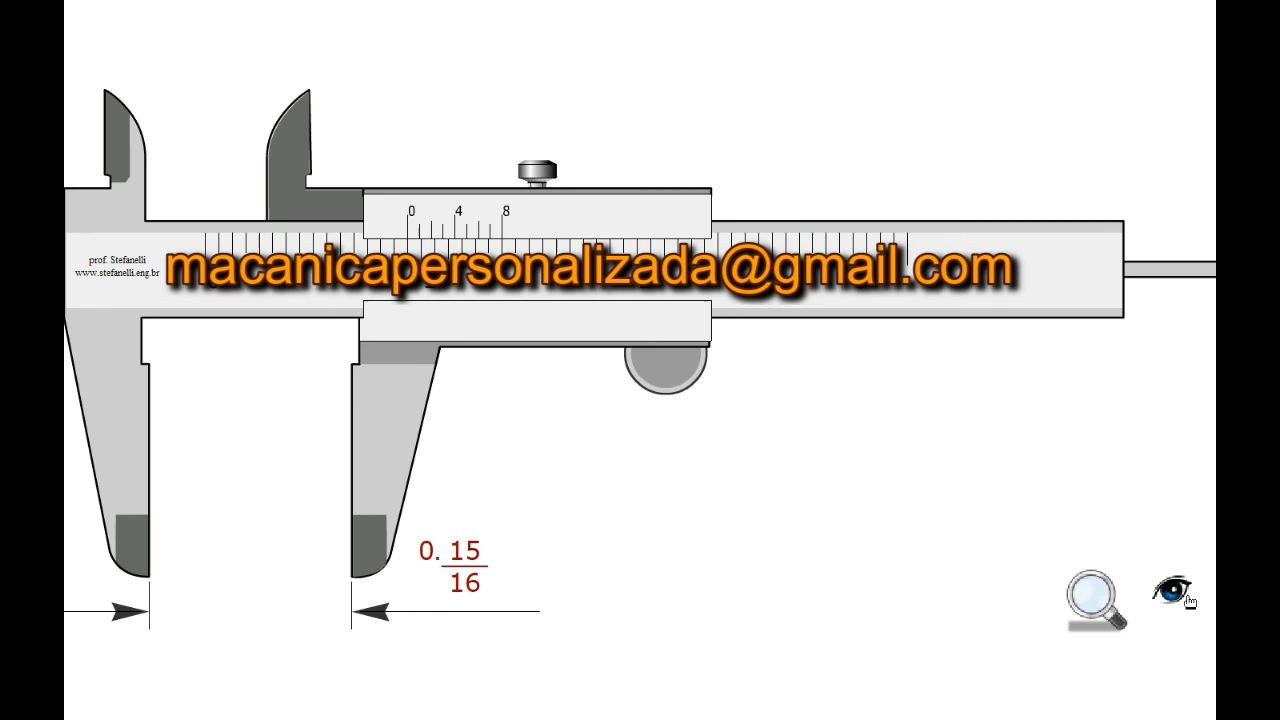 0 4 8
prof. Stefanelli
www.stefanelli.eng.br
macanicapersonalizada@gmail.com
0. 15
16